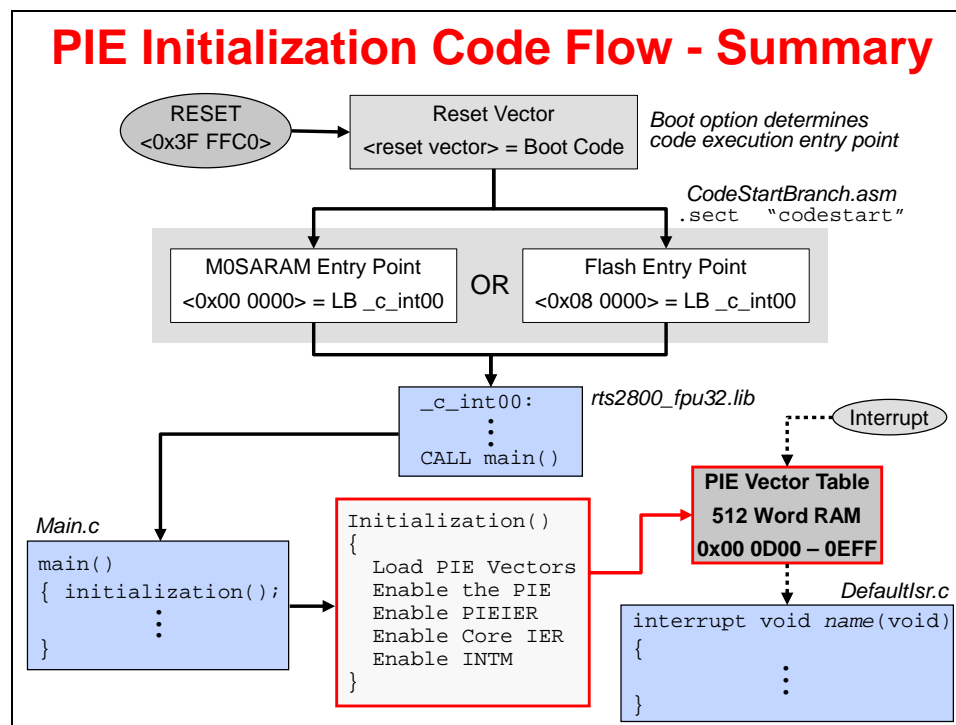 PIE Initialization Code Flow - Summary
RESET
<0x3F FFC0>
Reset Vector
<reset vector> = Boot Code
Boot option determines
code execution entry point
CodeStartBranch.asm
.sect “codestart”
M0SARAM Entry Point
<0x00 0000> = LB _c_int00
OR
Flash Entry Point
<0x08 0000> = LB _c_int00
_c_int00:
CALL main()
rts2800_fpu32.lib
Interrupt
PIE Vector Table
512 Word RAM
0x00 0D00 – 0EFF
Main.c
main()
{ initialization();
}
Initialization()
{
Load PIE Vectors
Enable the PIE
Enable PIEIER
Enable Core IER
Enable INTM
}
DefaultIsr.c
interrupt void name(void)
{
}